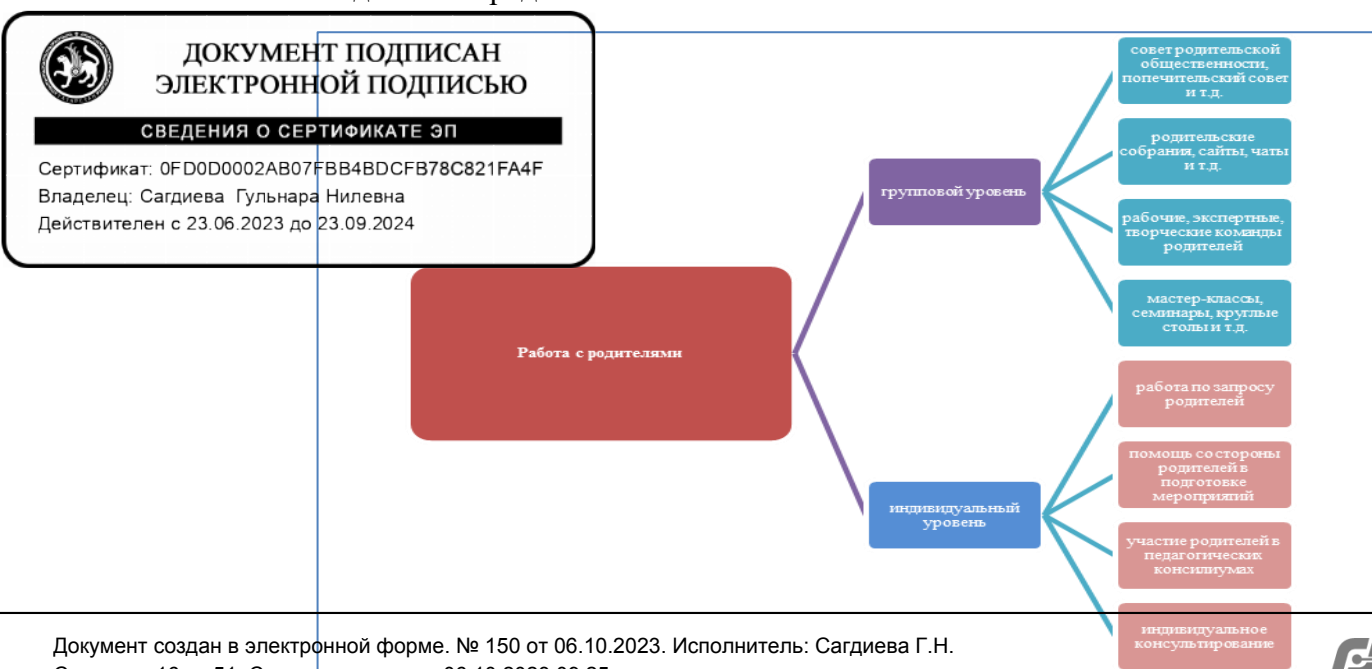 ДОКУМЕНТ ПОДПИСАН
ЭЛЕКТРОННОЙ ПОДПИСЬЮ
СВЕДЕНИЯ О СЕРТИФИКАТЕ ЭП
Сертификат: 0FD0D0002AB07FBB4BDCFB78C821FA4F
Владелец: Сагдиева Гульнара Нилевна
Действителен с 23.06.2023 до 23.09.2024
Работа с родителями
групповой уровень
совет родительской
общественности,
попечительский совет
и т.д.
родительские
собрания, сайты, чаты
и т.д.
рабочие, экспертные,
творческие команды
родителей
мастер-классы,
семинары, круглые
столы и т.д.
индивидуальный
уровень
работа по запросу
родителей
помощь со стороны
родителей в
подготовке
мероприятий
участие родителей в
педагогических
консилиумах
индивидуальное
консультирование
Документ создан в электронной форме. № 150 от 06.10.2023. Исполнитель: Сагдиева Г.Н.